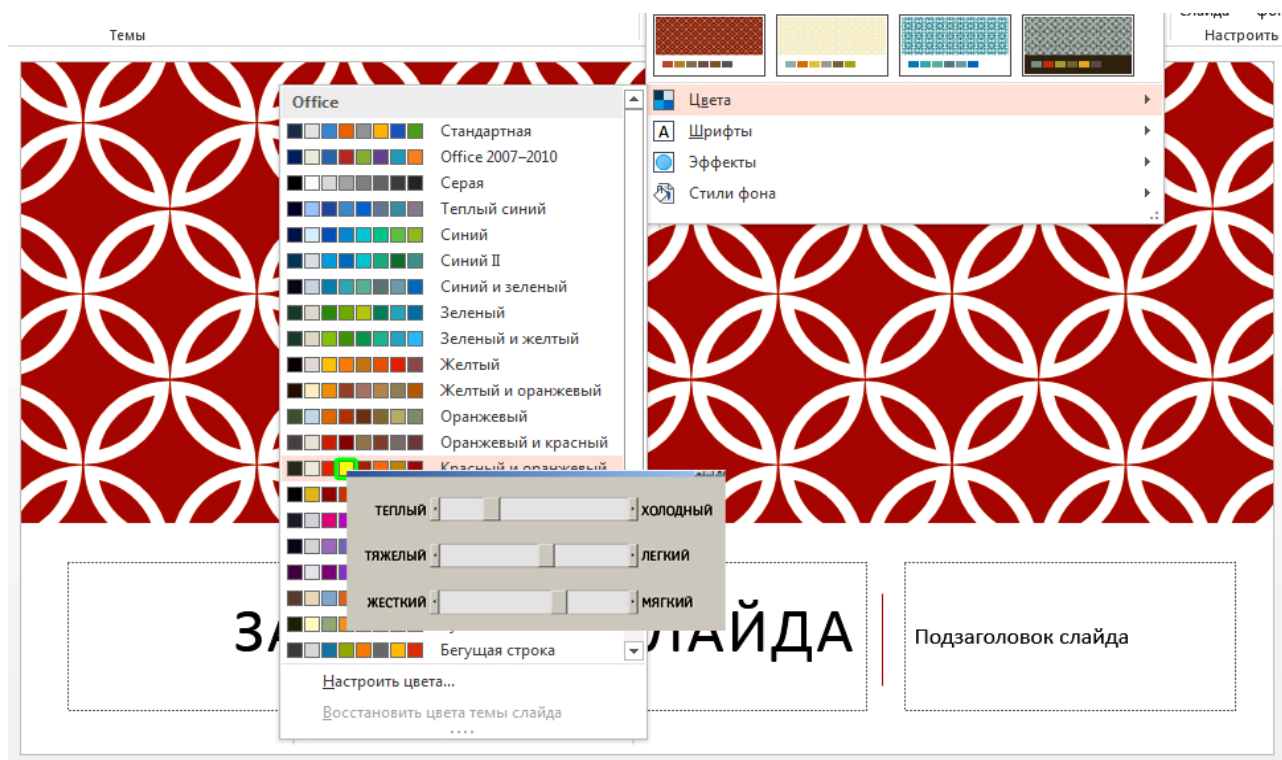 Темы
Настроить
Цвета
Шрифты
Эффекты
Стили фона
Office
Стандартная
Office 2007–2010
Серая
Теплый синий
Синий
Синий II
Синий и зеленый
Зеленый
Зеленый и желтый
Желтый
Желтый и оранжевый
Оранжевый
Оранжевый и красный
Красный и оранжевый
ТЕПЛЫЙ ХОЛОДНЫЙ
ТЯЖЕЛЫЙ ЛЕГКИЙ
ЖЕСТКИЙ МЯГКИЙ
Бегущая строка
Настроить цвета...
Восстановить цвета темы слайда
ЗА ЛАЙДА
Подзаголовок слайда